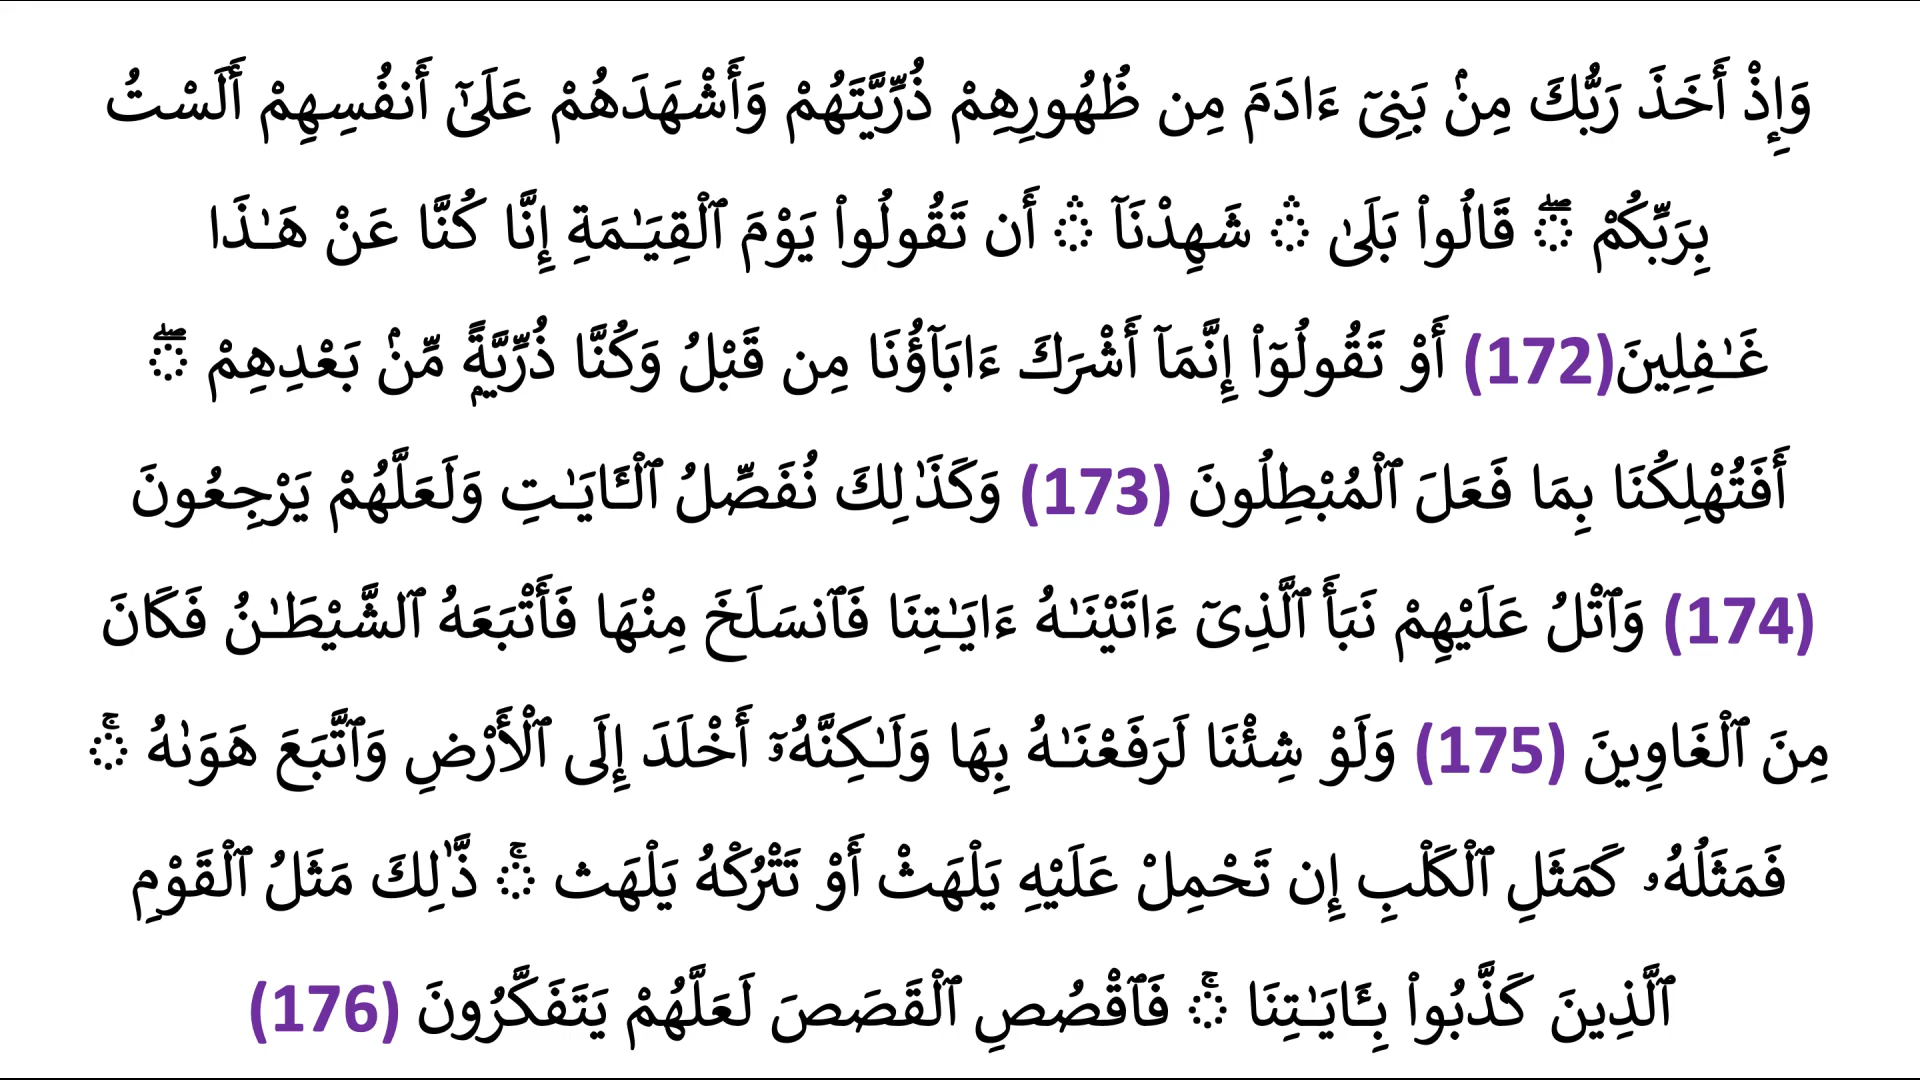 وَإِذْ أَخَذَ رَبُّكَ مِنۢ بَنِىٓ ءَادَمَ مِن ظُهُورِهِمْ ذُرِّيَّتَهُمْ وَأَشْهَدَهُمْ عَلَىٰٓ أَنفُسِهِمْ أَلَسْتُ
بِرَبِّكُمْ ۖ قَالُوا۟ بَلَىٰ ۛ شَهِدْنَآ ۛ أَن تَقُولُوا۟ يَوْمَ ٱلْقِيَـٰمَةِ إِنَّا كُنَّا عَنْ هَـٰذَا
غَـٰفِلِينَ(172) أَوْ تَقُولُوٓا۟ إِنَّمَآ أَشْرَكَ ءَابَآؤُنَا مِن قَبْلُ وَكُنَّا ذُرِّيَّةًۭ مِّنۢ بَعْدِهِمْ ۖ
أَفَتُهْلِكُنَا بِمَا فَعَلَ ٱلْمُبْطِلُونَ (173) وَكَذَٰلِكَ نُفَصِّلُ ٱلْـَٔايَـٰتِ وَلَعَلَّهُمْ يَرْجِعُونَ
(174) وَٱتْلُ عَلَيْهِمْ نَبَأَ ٱلَّذِىٓ ءَاتَيْنَـٰهُ ءَايَـٰتِنَا فَٱنسَلَخَ مِنْهَا فَأَتْبَعَهُ ٱلشَّيْطَـٰنُ فَكَانَ
مِنَ ٱلْغَاوِينَ (175) وَلَوْ شِئْنَا لَرَفَعْنَـٰهُ بِهَا وَلَـٰكِنَّهُۥٓ أَخْلَدَ إِلَى ٱلْأَرْضِ وَٱتَّبَعَ هَوَىٰهُ ۚ
فَمَثَلُهُۥ كَمَثَلِ ٱلْكَلْبِ إِن تَحْمِلْ عَلَيْهِ يَلْهَثْ أَوْ تَتْرُكْهُ يَلْهَث ۚ ذَّٰلِكَ مَثَلُ ٱلْقَوْمِ
ٱلَّذِينَ كَذَّبُوا۟ بِـَٔايَـٰتِنَا ۚ فَٱقْصُصِ ٱلْقَصَصَ لَعَلَّهُمْ يَتَفَكَّرُونَ (176)